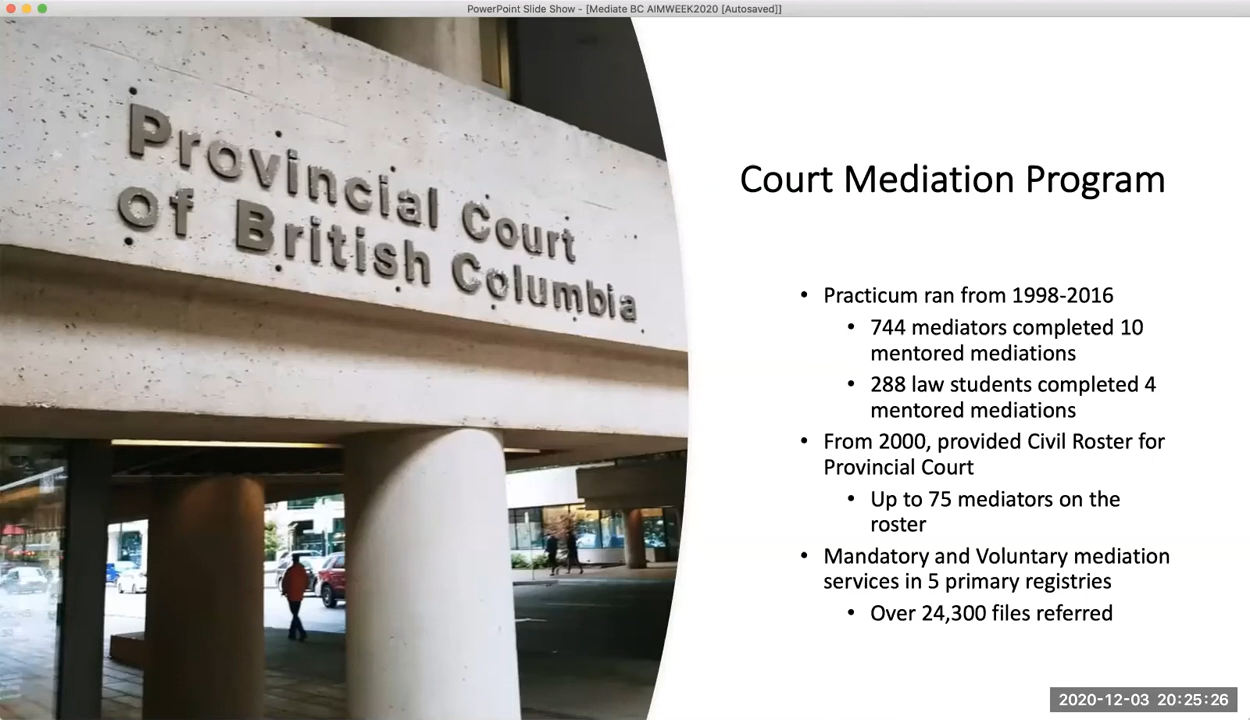 PowerPoint Slide Show - [Mediate BC AIMWEEK2020 [Autosaved]]
Provincial Court
of British Columbia
Court Mediation Program
• Practicum ran from 1998-2016
• 744 mediators completed 10
mentored mediations
• 288 law students completed 4
mentored mediations
• From 2000, provided Civil Roster for
Provincial Court
• Up to 75 mediators on the
roster
• Mandatory and Voluntary mediation
services in 5 primary registries
• Over 24,300 files referred
2020-12-03 20:25:26